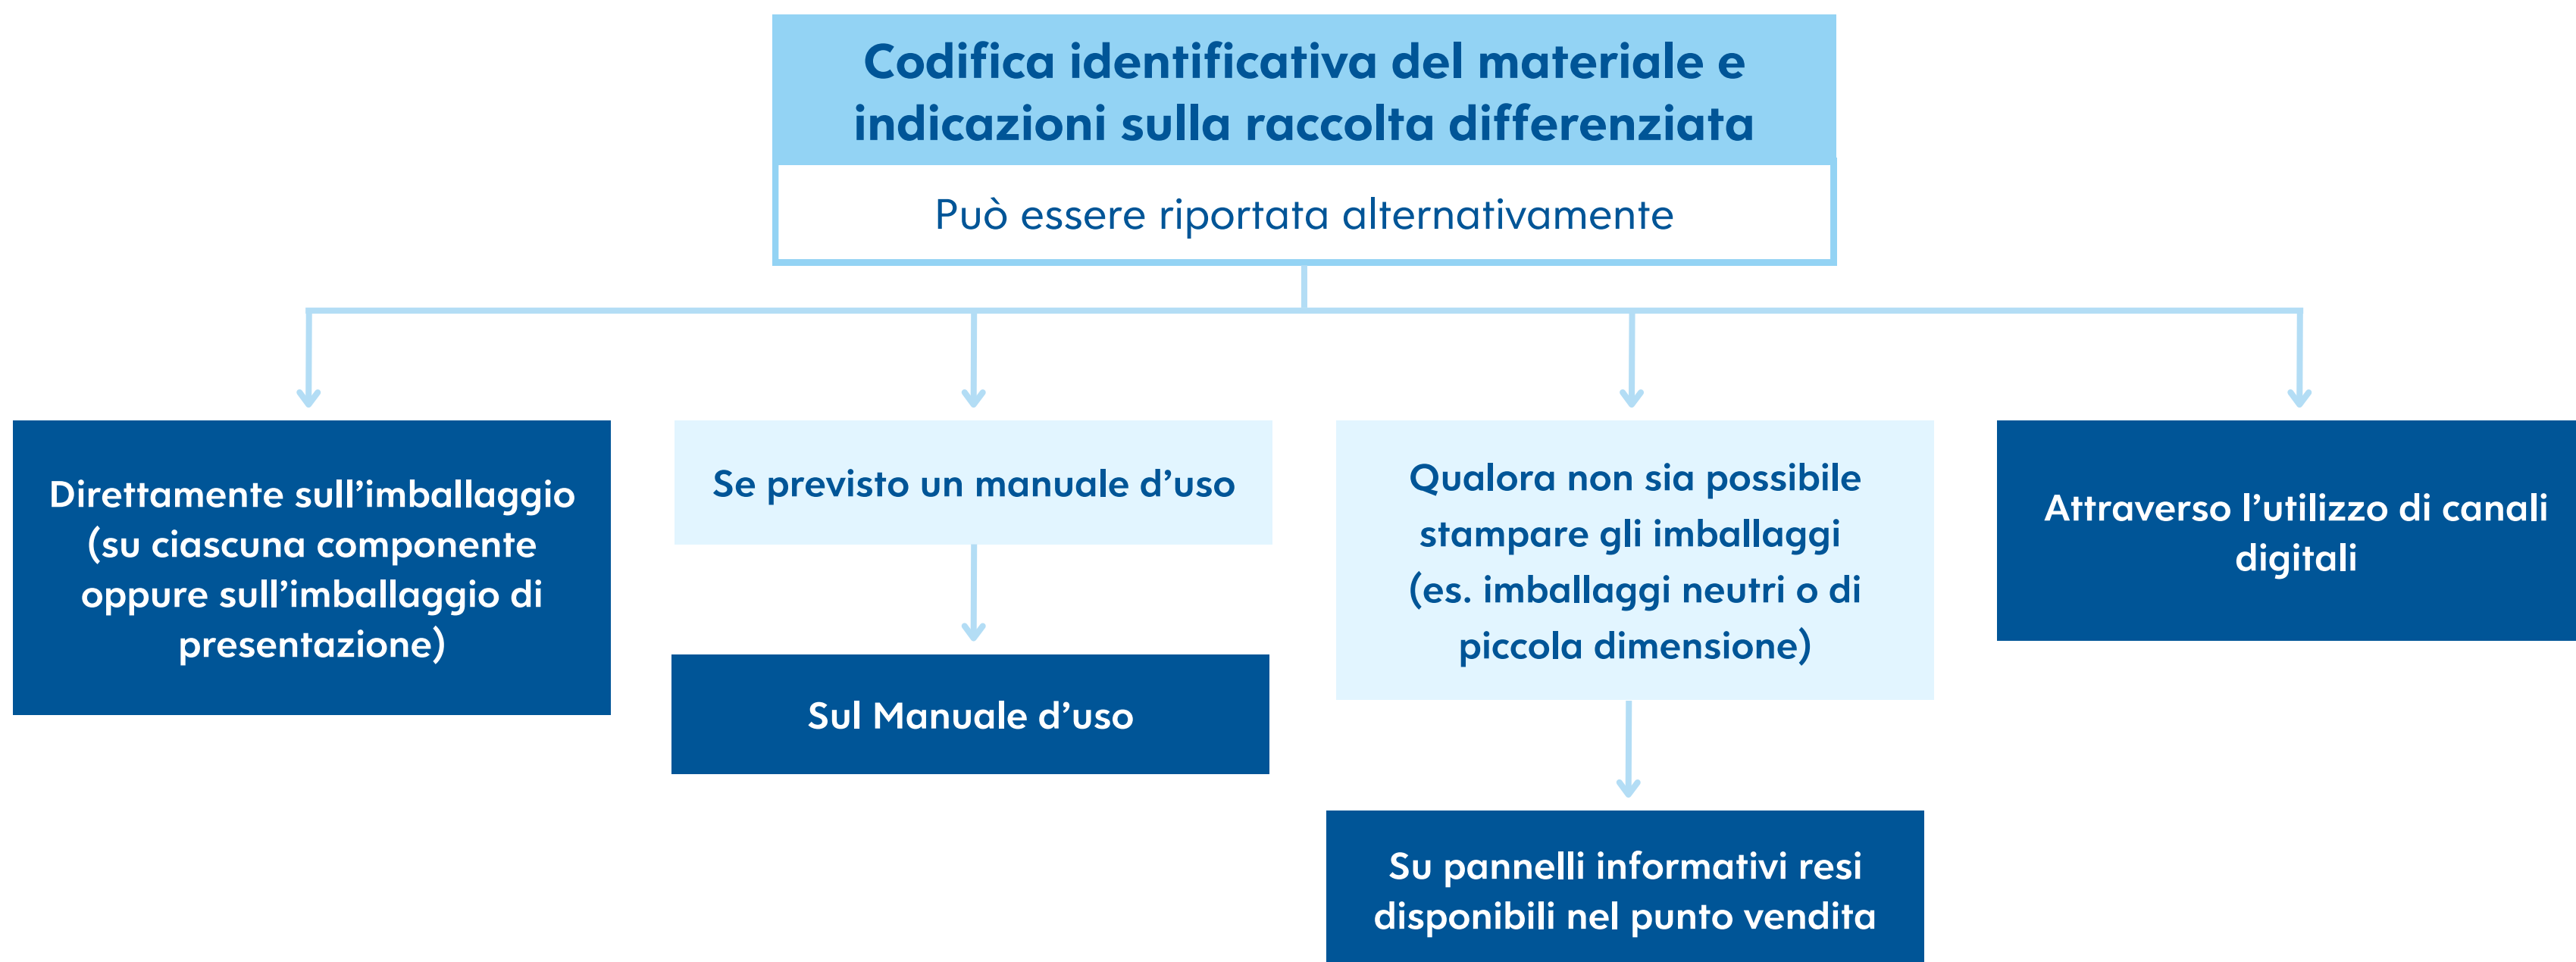 Codifica identificativa del materiale e
indicazioni sulla raccolta differenziata
Può essere riportata alternativamente
Direttamente sull’imballaggio
(su ciascuna componente
oppure sull’imballaggio di
presentazione)
Se previsto un manuale d’uso
Sul Manuale d’uso
Qualora non sia possibile
stampare gli imballaggi
(es. imballaggi neutri o di
piccola dimensione)
Su pannelli informativi resi
disponibili nel punto vendita
Attraverso l’utilizzo di canali
digitali